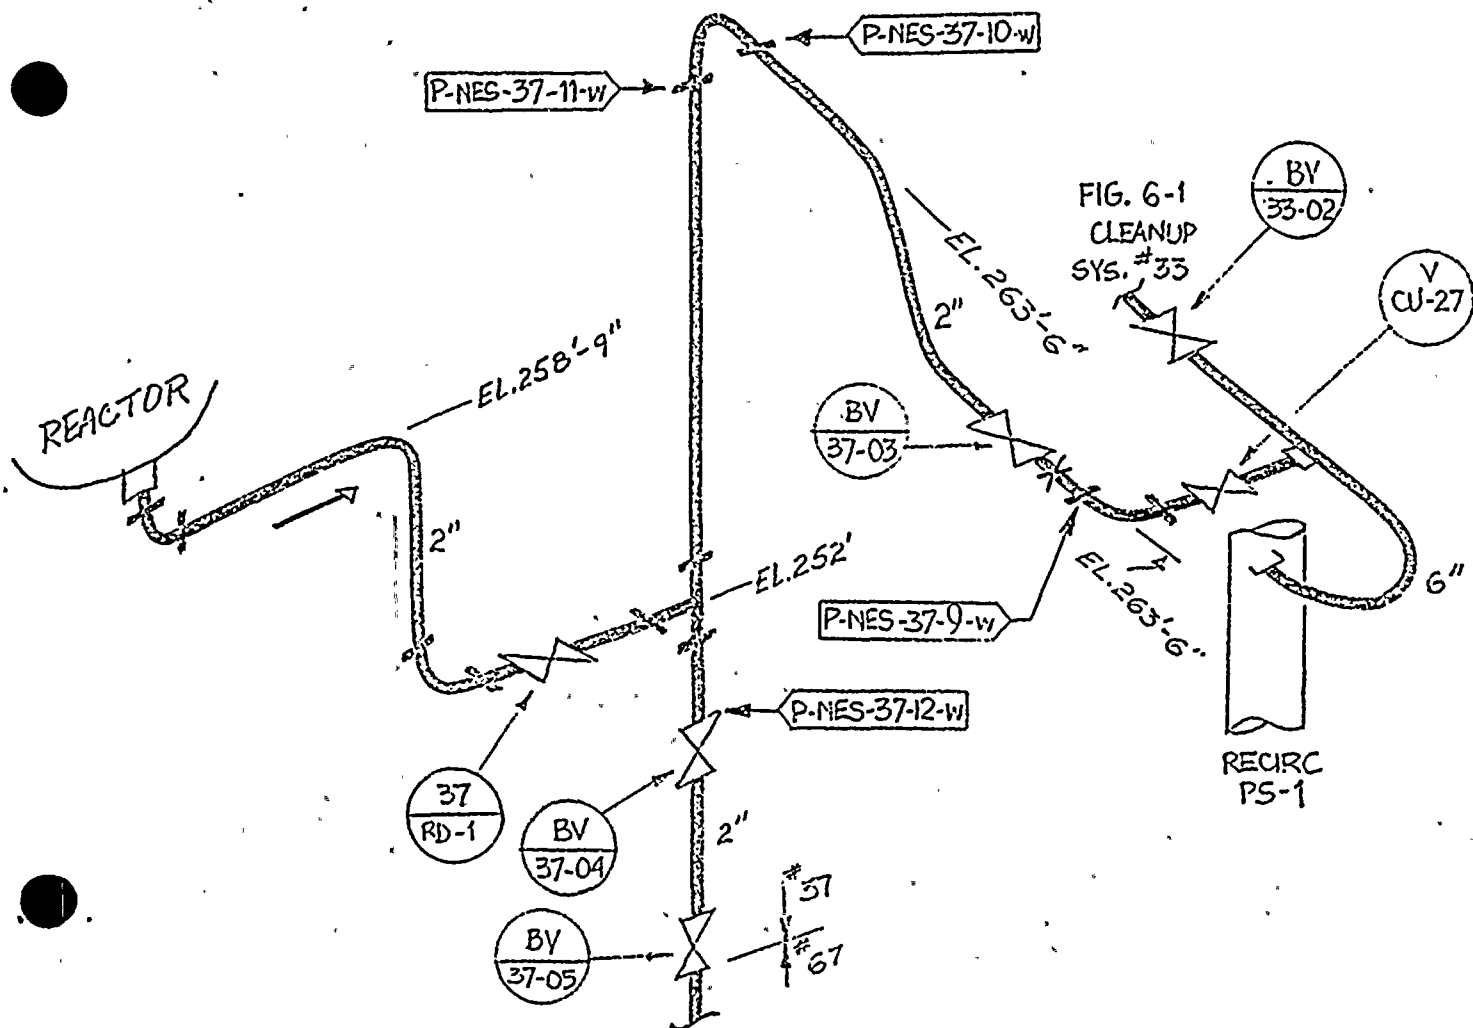 P-NES-37-10-W
P-NES-37-11-W
FIG. 6-1
CLEANUP
SYS. #33
BV
33-02
V
CU-27
EL. 263'-6"
2"
EL. 258'-9"
REACTOR
BV
37-03
2"
EL. 252'
6"
P-NES-37-9-W
EL. 263'-6"
P-NES-37-12-W
RECIRC
PS-1
37
RD-1
BV
37-04
2"
#37
BV
37-05
#67